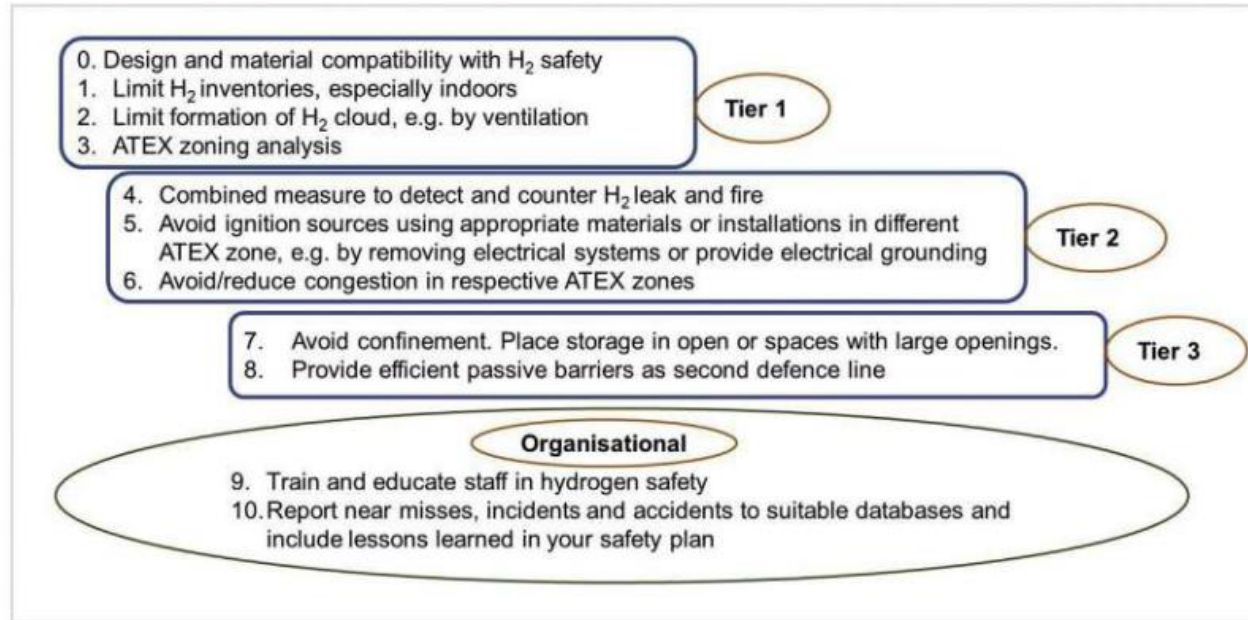 0. Design and material compatibility with H₂ safety
1. Limit H₂ inventories, especially indoors
2. Limit formation of H₂ cloud, e.g. by ventilation
3. ATEX zoning analysis
Tier 1
4. Combined measure to detect and counter H₂ leak and fire
5. Avoid ignition sources using appropriate materials or installations in different
ATEX zone, e.g. by removing electrical systems or provide electrical grounding
6. Avoid/reduce congestion in respective ATEX zones
Tier 2
7. Avoid confinement. Place storage in open or spaces with large openings.
8. Provide efficient passive barriers as second defence line
Tier 3
Organisational
9. Train and educate staff in hydrogen safety
10. Report near misses, incidents and accidents to suitable databases and
include lessons learned in your safety plan